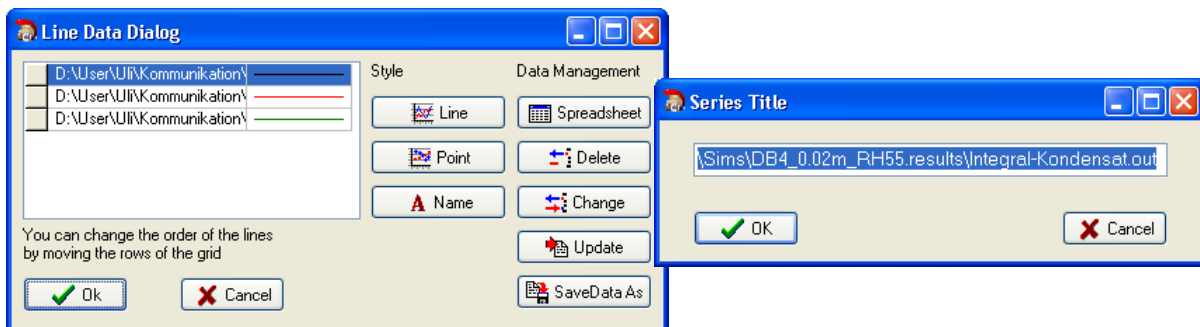 Line Data Dialog
D:\User\Uli\Kommunikation\
D:\User\Uli\Kommunikation\
D:\User\Uli\Kommunikation\
Style
Line
Point
Name
Data Management
Spreadsheet
Delete
Change
Update
SaveData As
You can change the order of the lines
by moving the rows of the grid
Ok
Cancel
Series Title
\Sims\DB4_0.02m_RH55.results\Integral-Kondensat.out
OK
Cancel